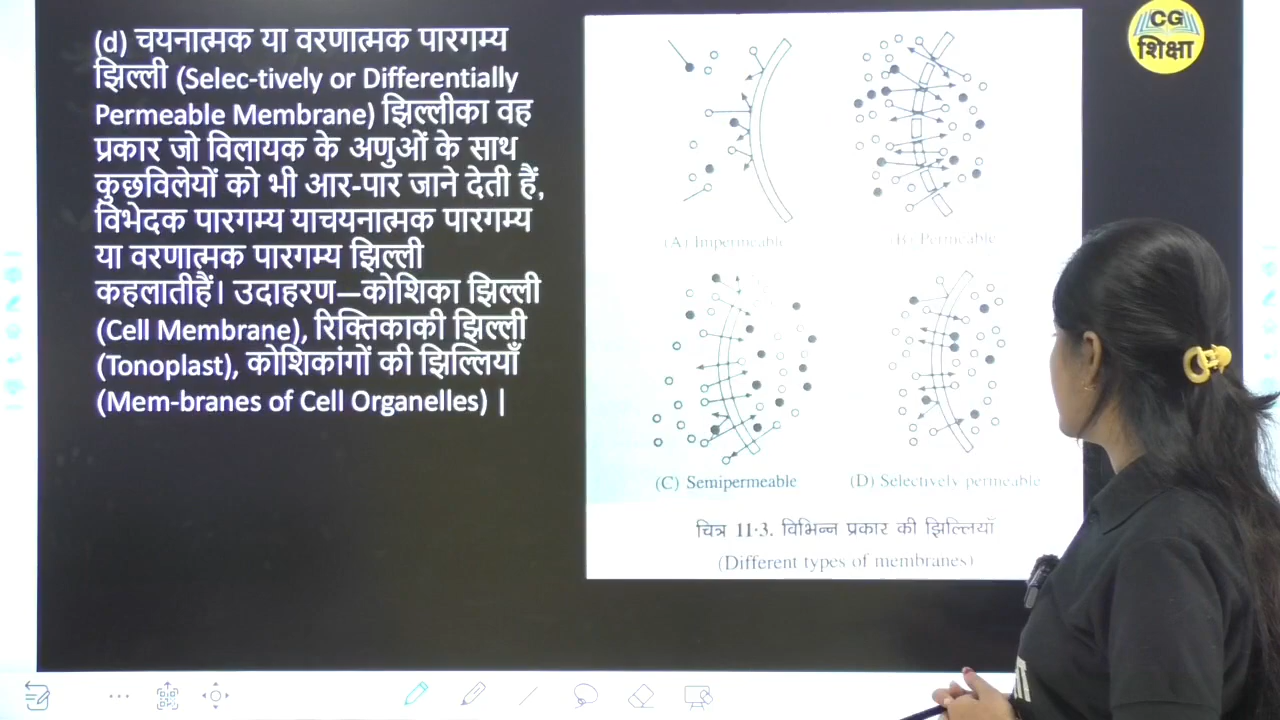 (d) चयनात्मक या वरणात्मक पारगम्य
झिल्ली (Selec-tively or Differentially
Permeable Membrane) झिल्लीका वह
प्रकार जो विलायक के अणुओं के साथ
कुछविलेयों को भी आर-पार जाने देती हैं,
विभेदक पारगम्य याचयनात्मक पारगम्य
या वरणात्मक पारगम्य झिल्ली
कहलातीहैं। उदाहरण–कोशिका झिल्ली
(Cell Membrane), रिक्तिकाकी झिल्ली
(Tonoplast), कोशिकांगों की झिल्लियाँ
(Mem-branes of Cell Organelles) |
(A) Impermeable
(B) Permeable
(C) Semipermeable
(D) Selectively permeable
चित्र 11·3. विभिन्न प्रकार की झिल्लियाँ
(Different types of membranes)
CG
शिक्षा